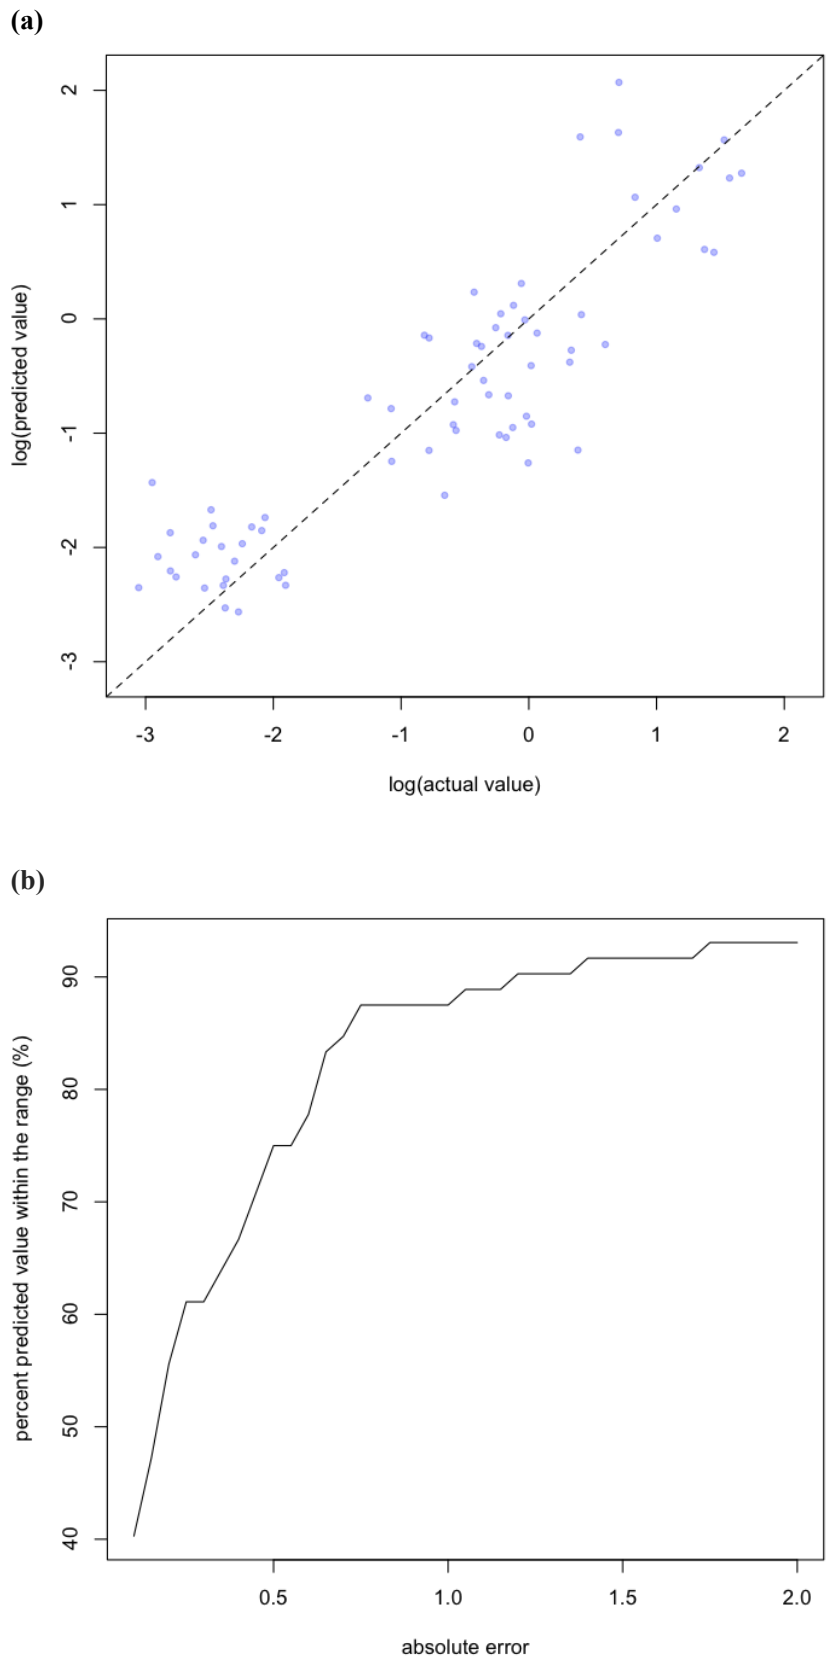 (a)
2
1
0
-1
-2
-3
log(predicted value)
-3 -2 -1 0 1 2
log(actual value)
(b)
90
80
70
60
50
40
percent predicted value within the range (%)
0.5 1.0 1.5 2.0
absolute error